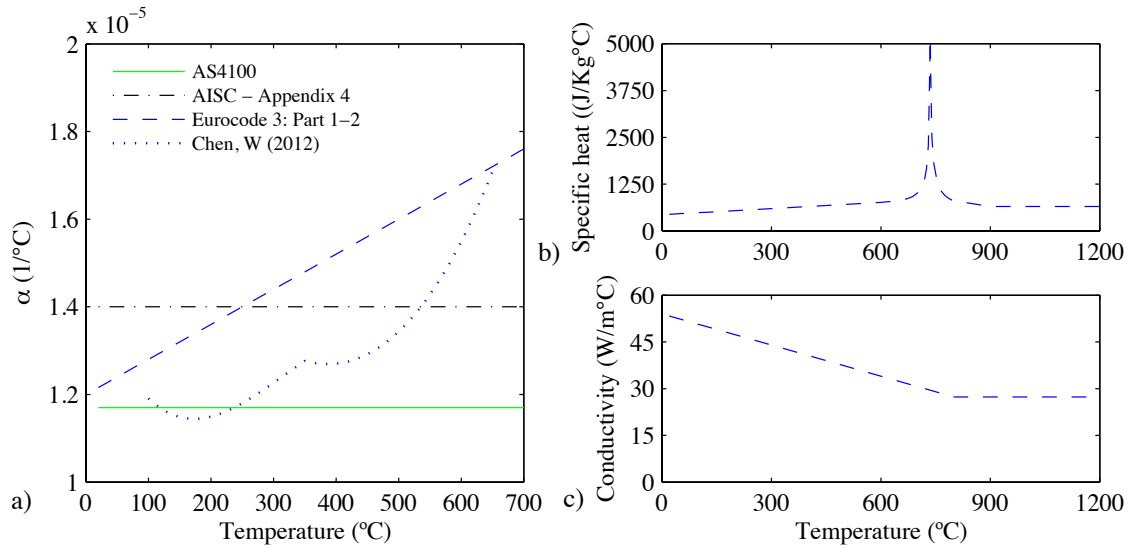 x 10⁻⁵
2
1.8
1.6
1.4
1.2
1
α (1/°C)
AS4100
AISC – Appendix 4
Eurocode 3: Part 1–2
Chen, W (2012)
0 100 200 300 400 500 600 700
Temperature (ºC)
a)
5000
3750
2500
1250
0
Specific heat ((J/Kg°C)
0 300 600 900 1200
b)
60
45
30
15
0
Conductivity (W/m°C)
0 300 600 900 1200
Temperature (ºC)
c)